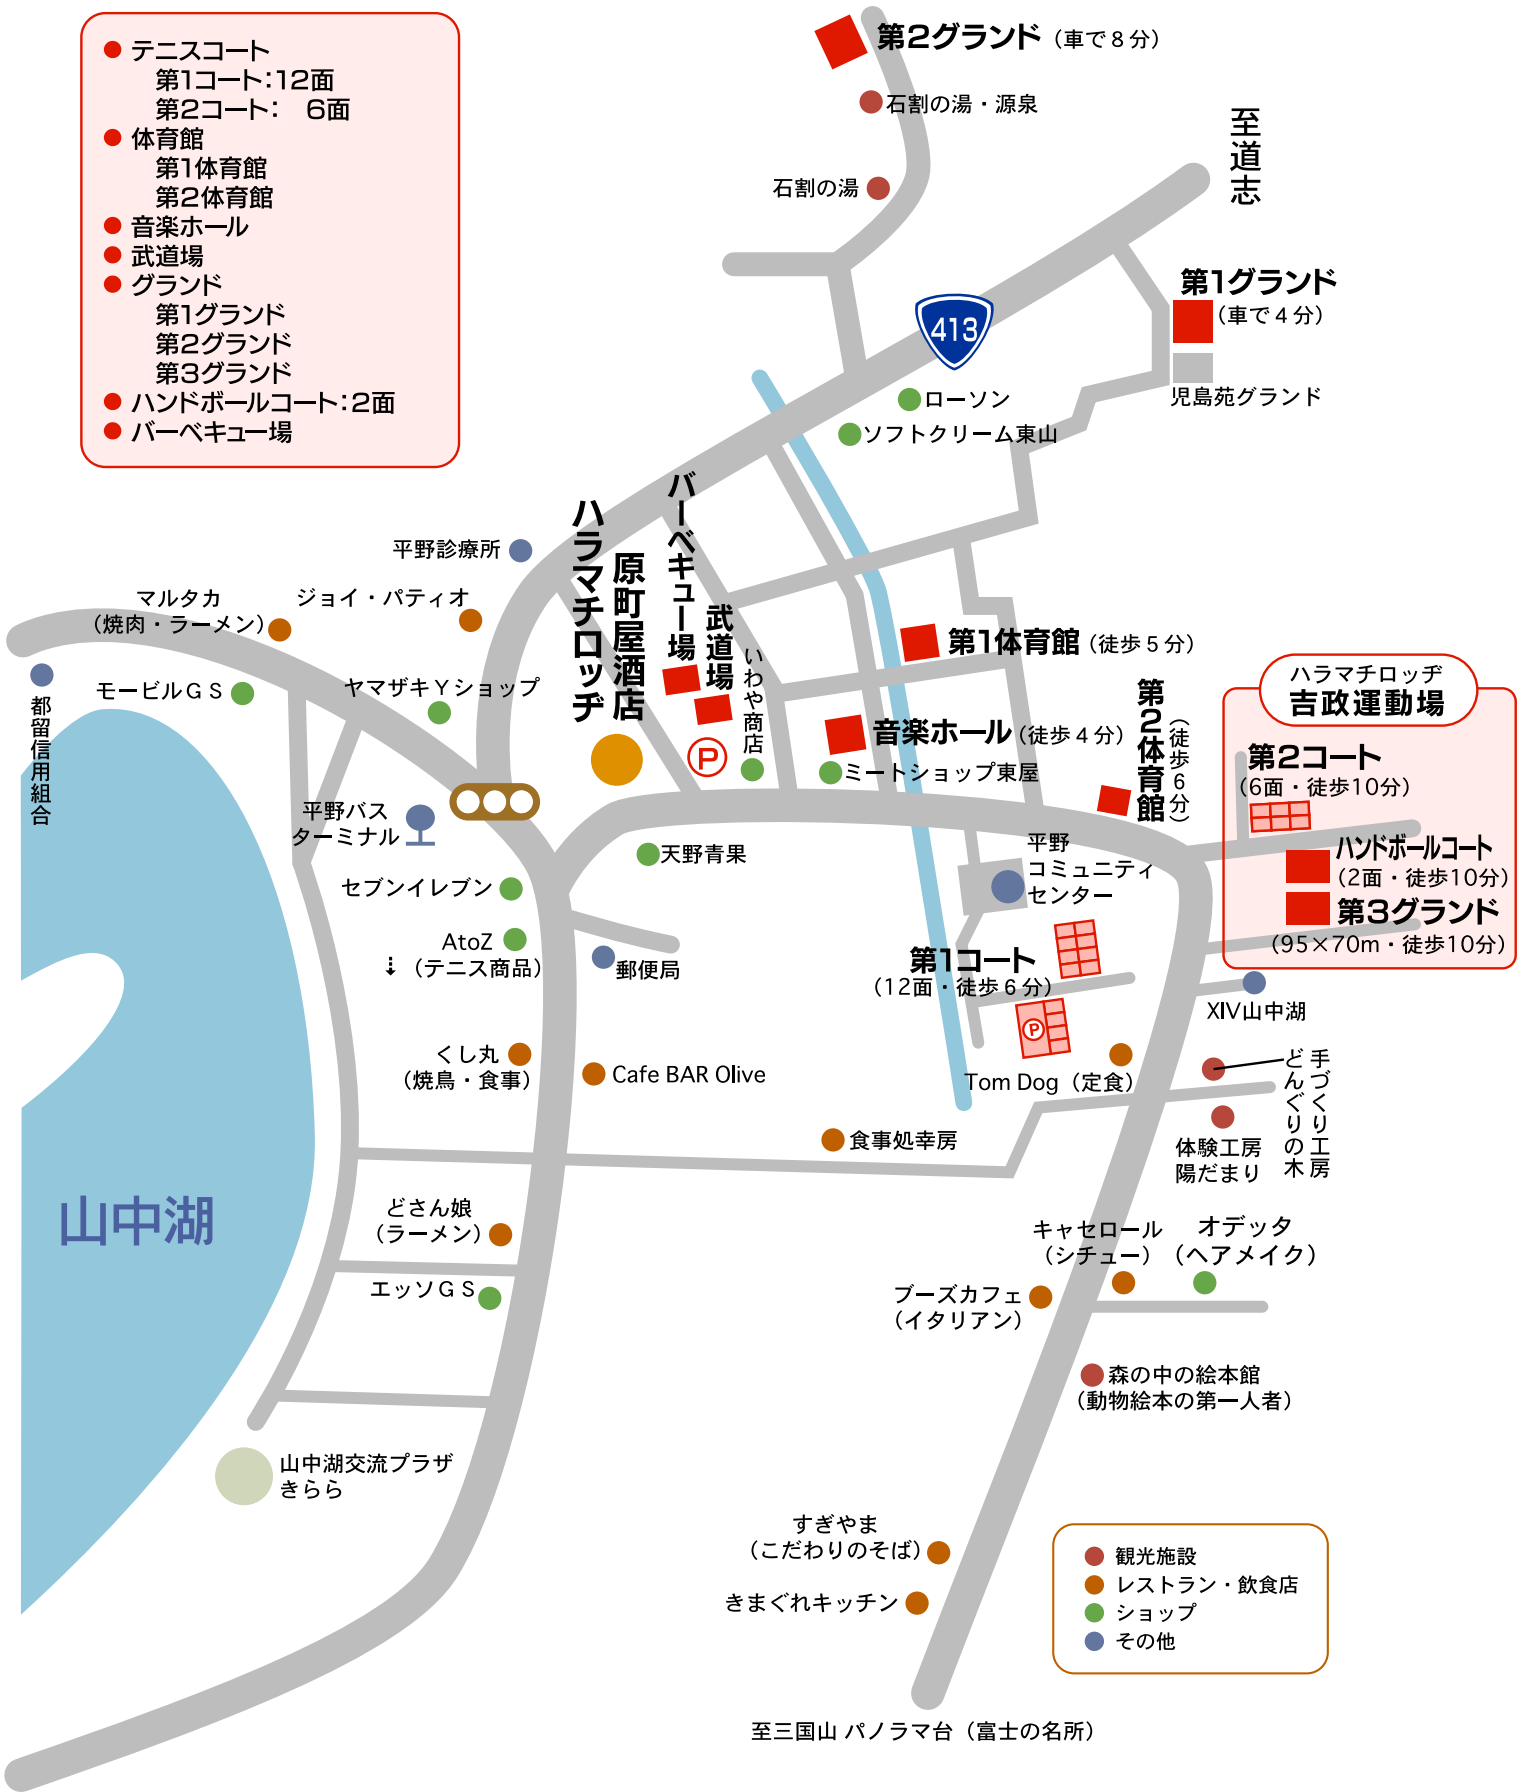 ● テニスコート
第1コート：12面
第2コート：　6面
● 体育館
第1体育館
第2体育館
● 音楽ホール
● 武道場
● グランド
第1グランド
第2グランド
第3グランド
● ハンドボールコート：2面
● バーベキュー場
第2グランド（車で8分）
石割の湯・源泉
石割の湯
至道志
413
第1グランド
（車で4分）
児島苑グランド
ローソン
ソフトクリーム東山
バーベキュー場
ハラマチロッヂ
原町屋酒店
武道場
いわや商店
平野診療所
ジョイ・パティオ
マルタカ
（焼肉・ラーメン）
モービルＧＳ
ヤマザキＹショップ
都留信用組合
第1体育館（徒歩5分）
音楽ホール（徒歩4分）
ミートショップ東屋
P
第2体育館
（徒歩6分）
ハラマチロッヂ
吉政運動場
第2コート
（6面・徒歩10分）
ハンドボールコート
（2面・徒歩10分）
第3グランド
（95×70m・徒歩10分）
平野バス
ターミナル
天野青果
セブンイレブン
AtoZ
（テニス商品）
郵便局
平野
コミュニティ
センター
第1コート
（12面・徒歩6分）
P
XIV山中湖
くし丸
（焼鳥・食事）
Cafe BAR Olive
Tom Dog（定食）
手づくり工房
どんぐりの木
食事処幸房
体験工房
陽だまり
山中湖
どさん娘
（ラーメン）
エッソＧＳ
キャセロール
（シチュー）
オデッタ
（ヘアメイク）
ブーズカフェ
（イタリアン）
森の中の絵本館
（動物絵本の第一人者）
山中湖交流プラザ
きらら
すぎやま
（こだわりのそば）
きまぐれキッチン
● 観光施設
● レストラン・飲食店
● ショップ
● その他
至三国山 パノラマ台（富士の名所）